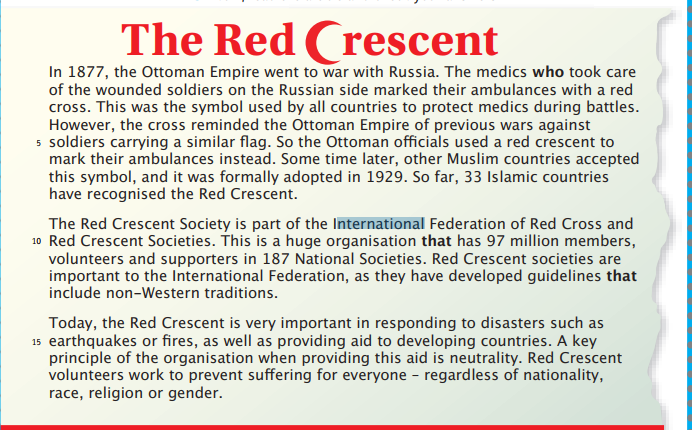 The Red Crescent
In 1877, the Ottoman Empire went to war with Russia. The medics who took care
of the wounded soldiers on the Russian side marked their ambulances with a red
cross. This was the symbol used by all countries to protect medics during battles.
However, the cross reminded the Ottoman Empire of previous wars against
5 soldiers carrying a similar flag. So the Ottoman officials used a red crescent to
mark their ambulances instead. Some time later, other Muslim countries accepted
this symbol, and it was formally adopted in 1929. So far, 33 Islamic countries
have recognised the Red Crescent.
The Red Crescent Society is part of the International Federation of Red Cross and
10 Red Crescent Societies. This is a huge organisation that has 97 million members,
volunteers and supporters in 187 National Societies. Red Crescent societies are
important to the International Federation, as they have developed guidelines that
include non-Western traditions.
Today, the Red Crescent is very important in responding to disasters such as
15 earthquakes or fires, as well as providing aid to developing countries. A key
principle of the organisation when providing this aid is neutrality. Red Crescent
volunteers work to prevent suffering for everyone – regardless of nationality,
race, religion or gender.